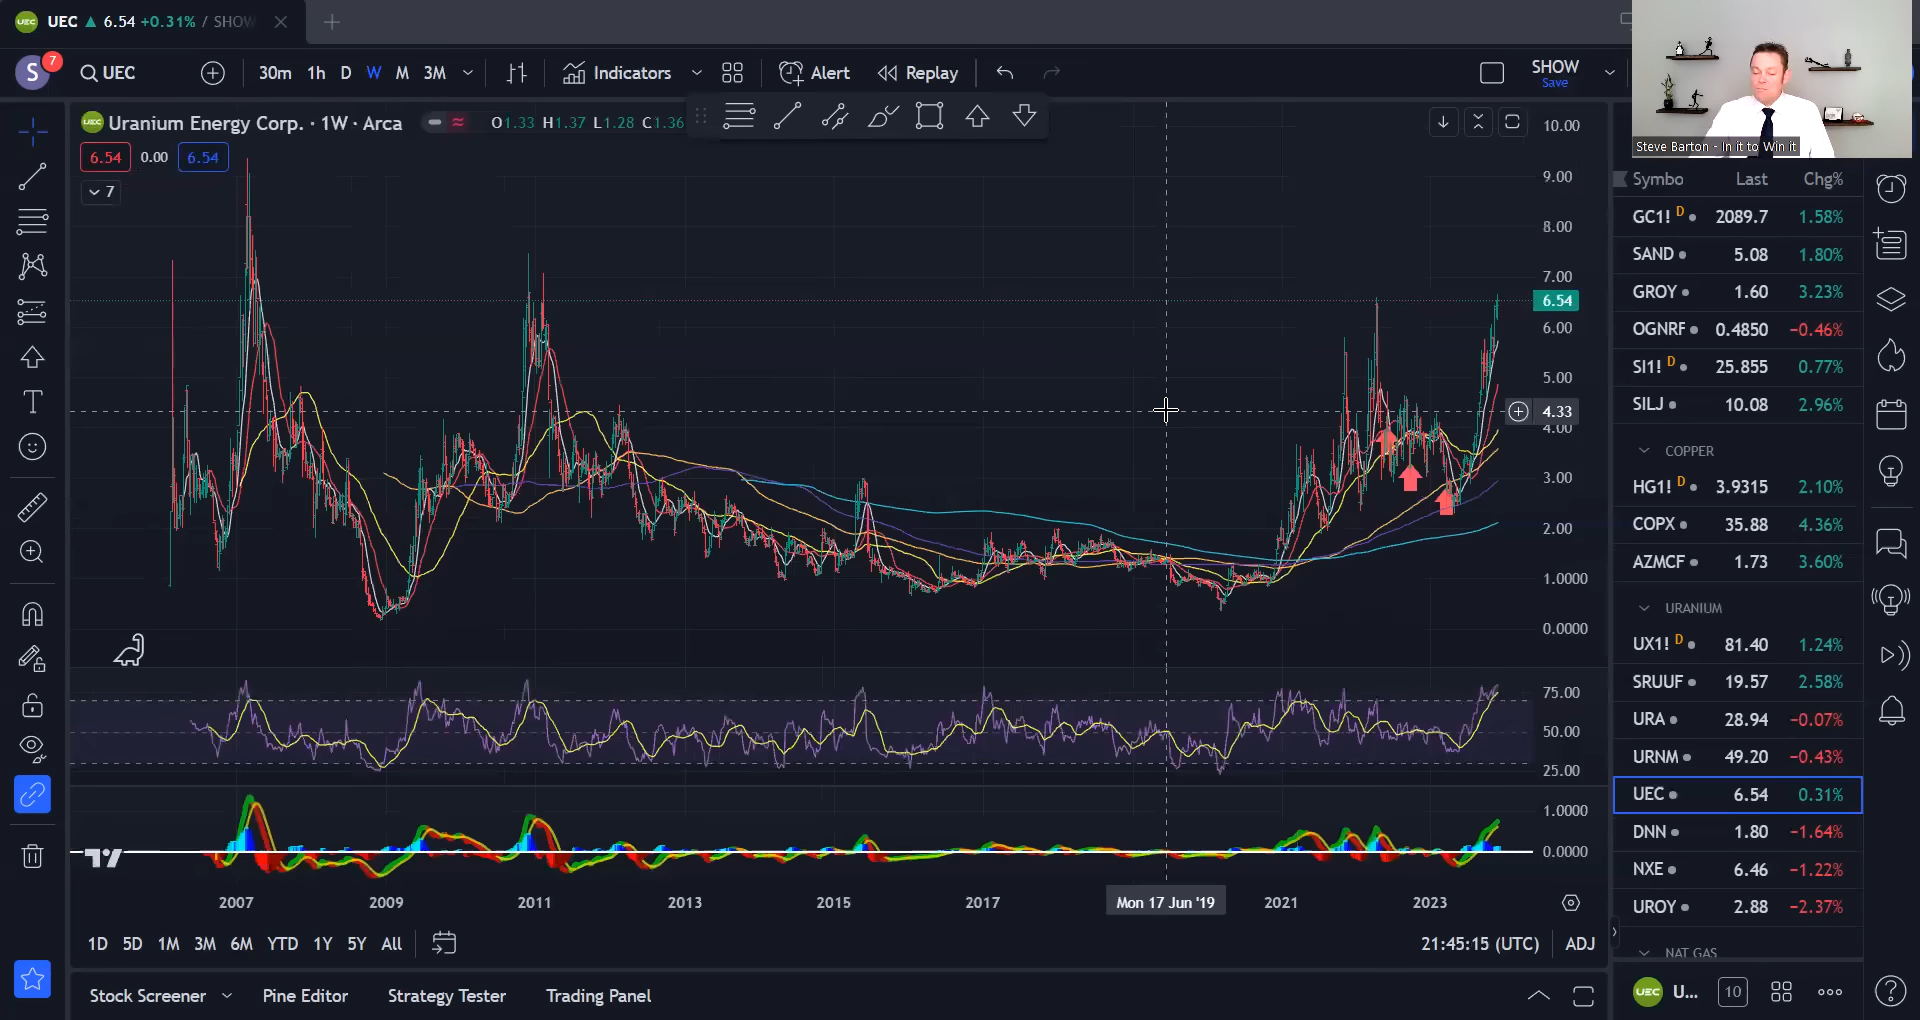 UEC UEC ▲ 6.54 +0.31% / SHOW
S 7 UEC 30m 1h D W M 3M Indicators Alert Replay SHOW
Save
Steve Barton - In it to Win it
UEC Uranium Energy Corp. · 1W · Arca O1.33 H1.37 L1.28 C1.36
6.54 0.00 6.54
7
10.00
9.00
8.00
7.00
6.54
6.00
5.00
4.33
4.00
3.00
2.00
1.0000
0.0000
75.00
50.00
25.00
1.0000
0.0000
2007 2009 2011 2013 2015 2017 Mon 17 Jun '19 2021 2023
1D 5D 1M 3M 6M YTD 1Y 5Y All 21:45:15 (UTC) ADJ
Stock Screener Pine Editor Strategy Tester Trading Panel
Symbo Last Chg%
GC1! D 2089.7 1.58%
SAND 5.08 1.80%
GROY 1.60 3.23%
OGNRF 0.4850 −0.46%
SI1! D 25.855 0.77%
SILJ 10.08 2.96%
COPPER
HG1! D 3.9315 2.10%
COPX 35.88 4.36%
AZMCF 1.73 3.60%
URANIUM
UX1! D 81.40 1.24%
SRUUF 19.57 2.58%
URA 28.94 −0.07%
URNM 49.20 −0.43%
UEC 6.54 0.31%
DNN 1.80 −1.64%
NXE 6.46 −1.22%
UROY 2.88 −2.37%
NAT GAS
UEC U... 10